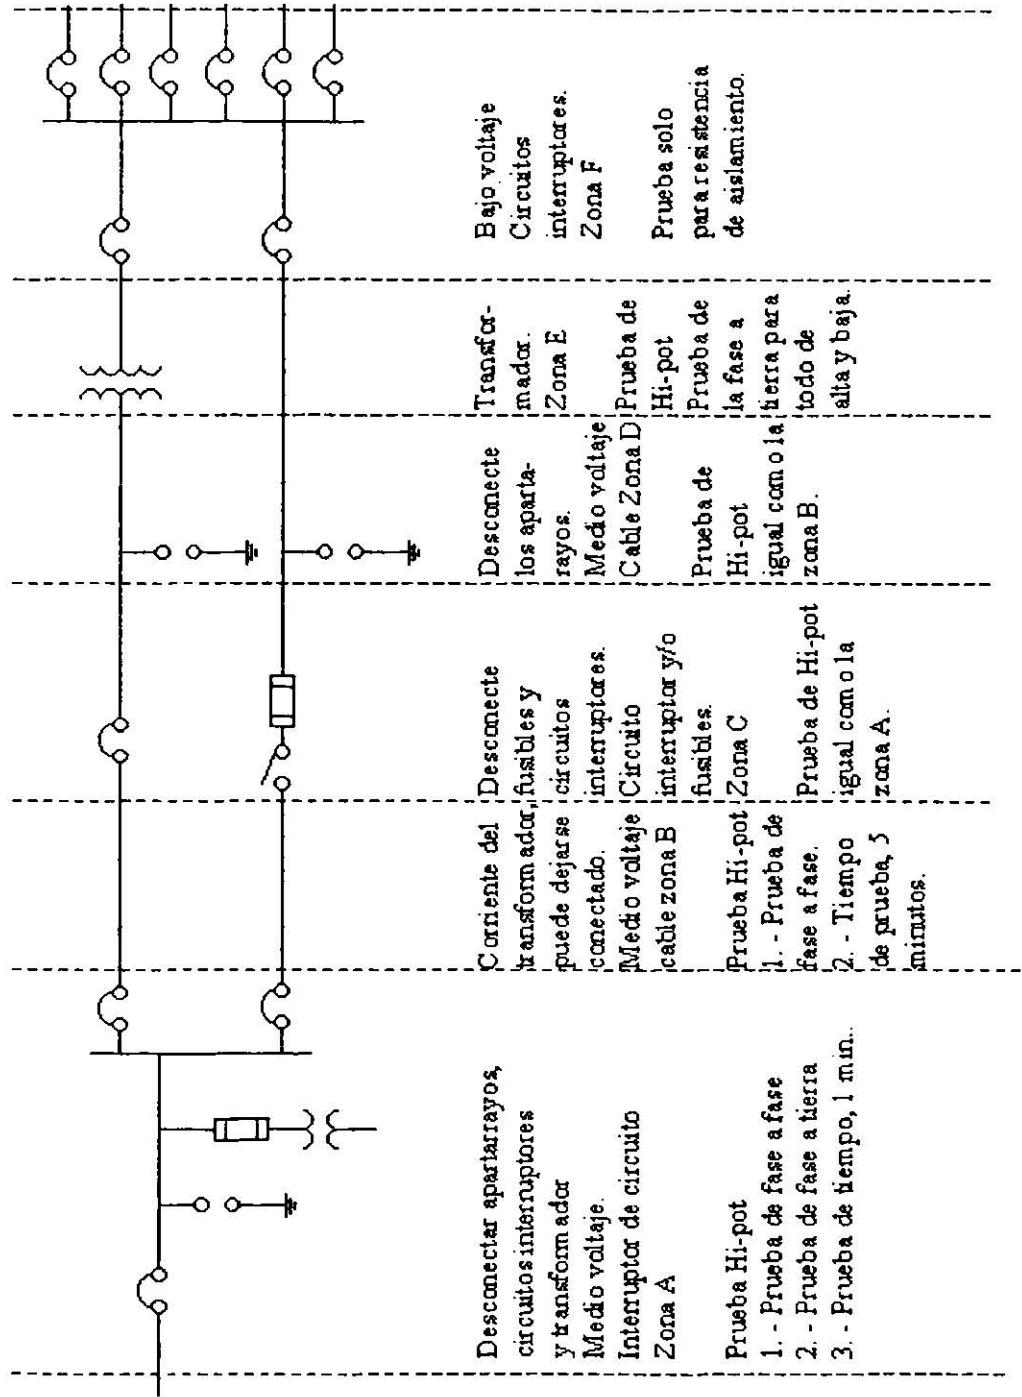 Desconectar apartarrayos,
circuitos interruptores
y transformador
Medio voltaje.
Interruptor de circuito
Zona A
Prueba Hi-pot
1. - Prueba de fase a fase
2. - Prueba de fase a tierra
3. - Prueba de tiempo, 1 min..
Corriente del
transformador,
puede dejarse
conectado.
Medio voltaje
cable zona B
Prueba Hi-pot
1. - Prueba de
fase a fase.
2. - Tiempo
de prueba, 5
minutos.
Desconecte
fusibles y
circuitos
interruptores.
Circuito
interruptor y/o
fusibles.
Zona C
Prueba de Hi-pot
igual como la
zona A.
Desconecte
los aparta-
rayos.
Medio voltaje
Cable Zona D
Prueba de
Hi-pot
igual como la
zona B.
Transfor-
mador.
Zona E
Prueba de
Hi-pot
Prueba de
la fase a
tierra para
todo de
alta y baja.
Bajo voltaje
Circuitos
interruptores.
Zona F
Prueba solo
para resistencia
de aislamiento.